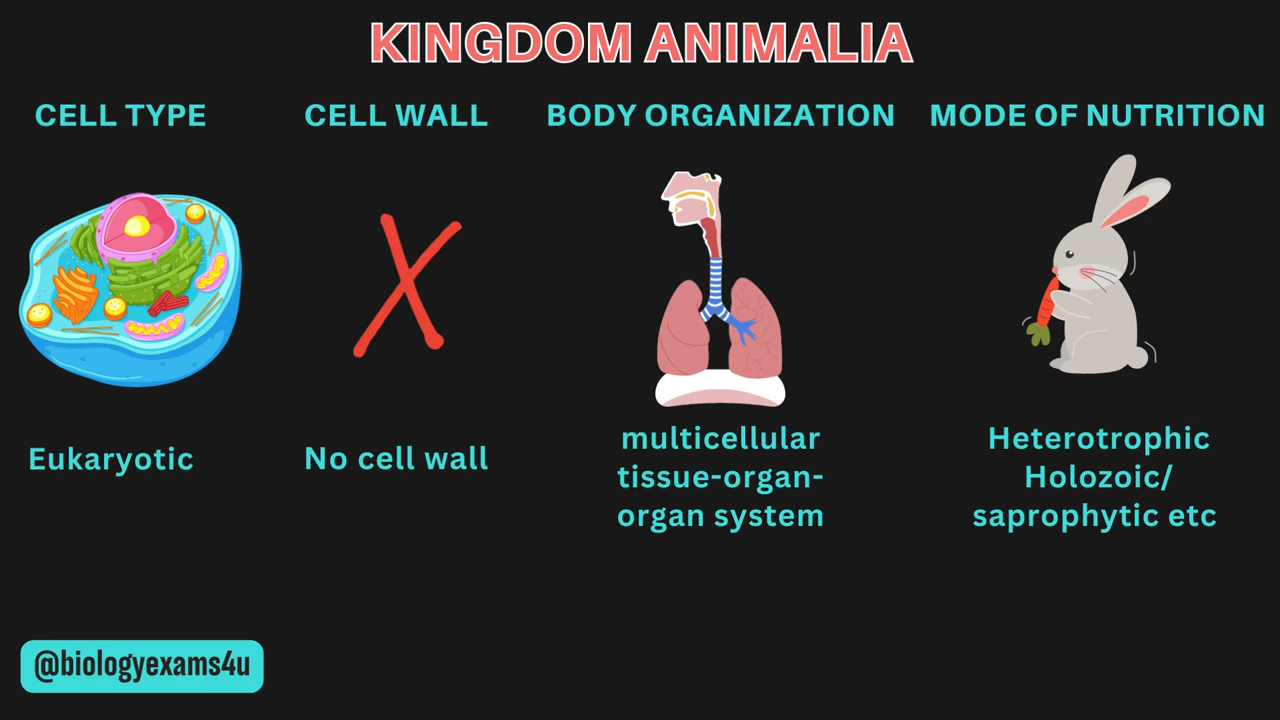 KINGDOM ANIMALIA
CELL TYPE
CELL WALL
BODY ORGANIZATION
MODE OF NUTRITION
Eukaryotic
No cell wall
multicellular
tissue-organ-
organ system
Heterotrophic
Holozoic/
saprophytic etc
@biologyexams4u